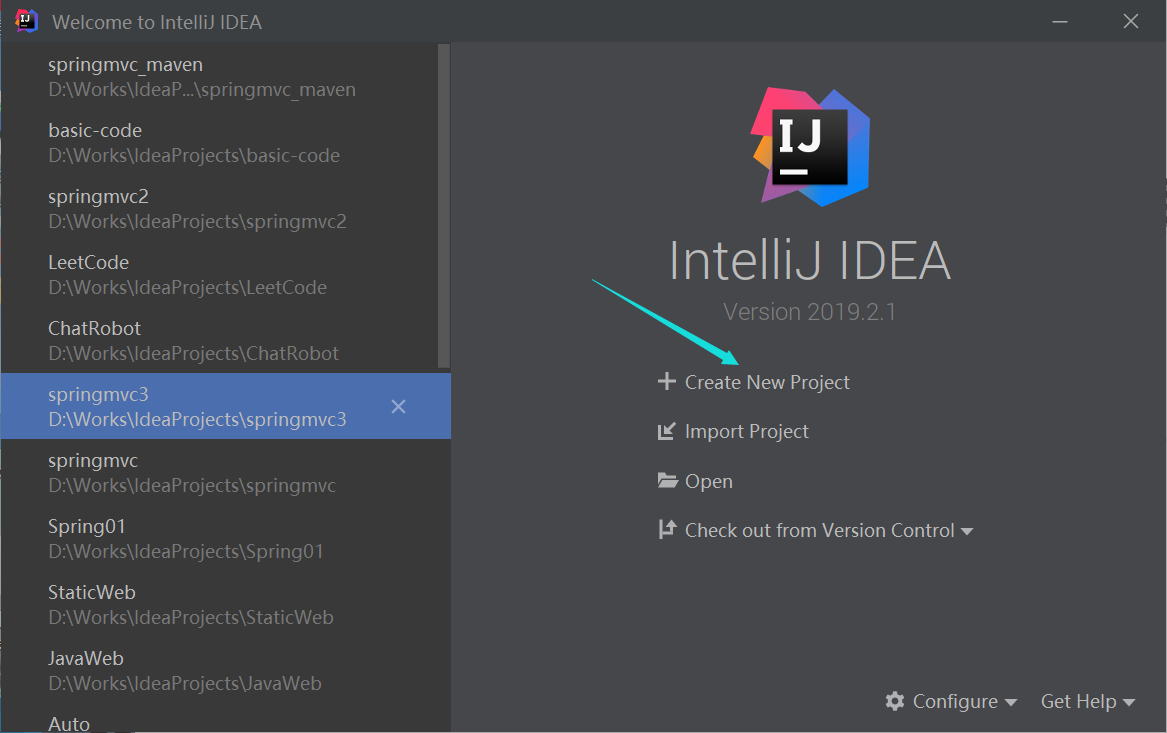 Welcome to IntelliJ IDEA
springmvc_maven
D:\Works\IdeaP...\springmvc_maven
basic-code
D:\Works\IdeaProjects\basic-code
springmvc2
D:\Works\IdeaProjects\springmvc2
LeetCode
D:\Works\IdeaProjects\LeetCode
ChatRobot
D:\Works\IdeaProjects\ChatRobot
springmvc3
D:\Works\IdeaProjects\springmvc3
springmvc
D:\Works\IdeaProjects\springmvc
Spring01
D:\Works\IdeaProjects\Spring01
StaticWeb
D:\Works\IdeaProjects\StaticWeb
JavaWeb
D:\Works\IdeaProjects\JavaWeb
Auto
IJ
IntelliJ IDEA
Version 2019.2.1
Create New Project
Import Project
Open
Check out from Version Control
Configure
Get Help